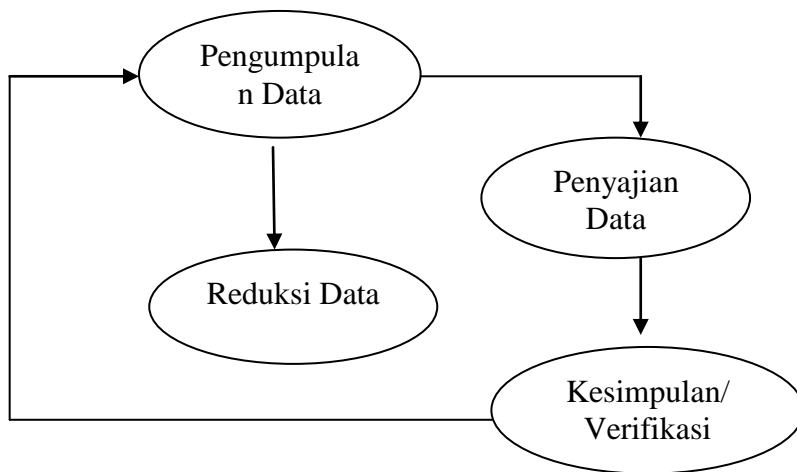 Pengumpula
n Data
Penyajian
Data
Reduksi Data
Kesimpulan/
Verifikasi